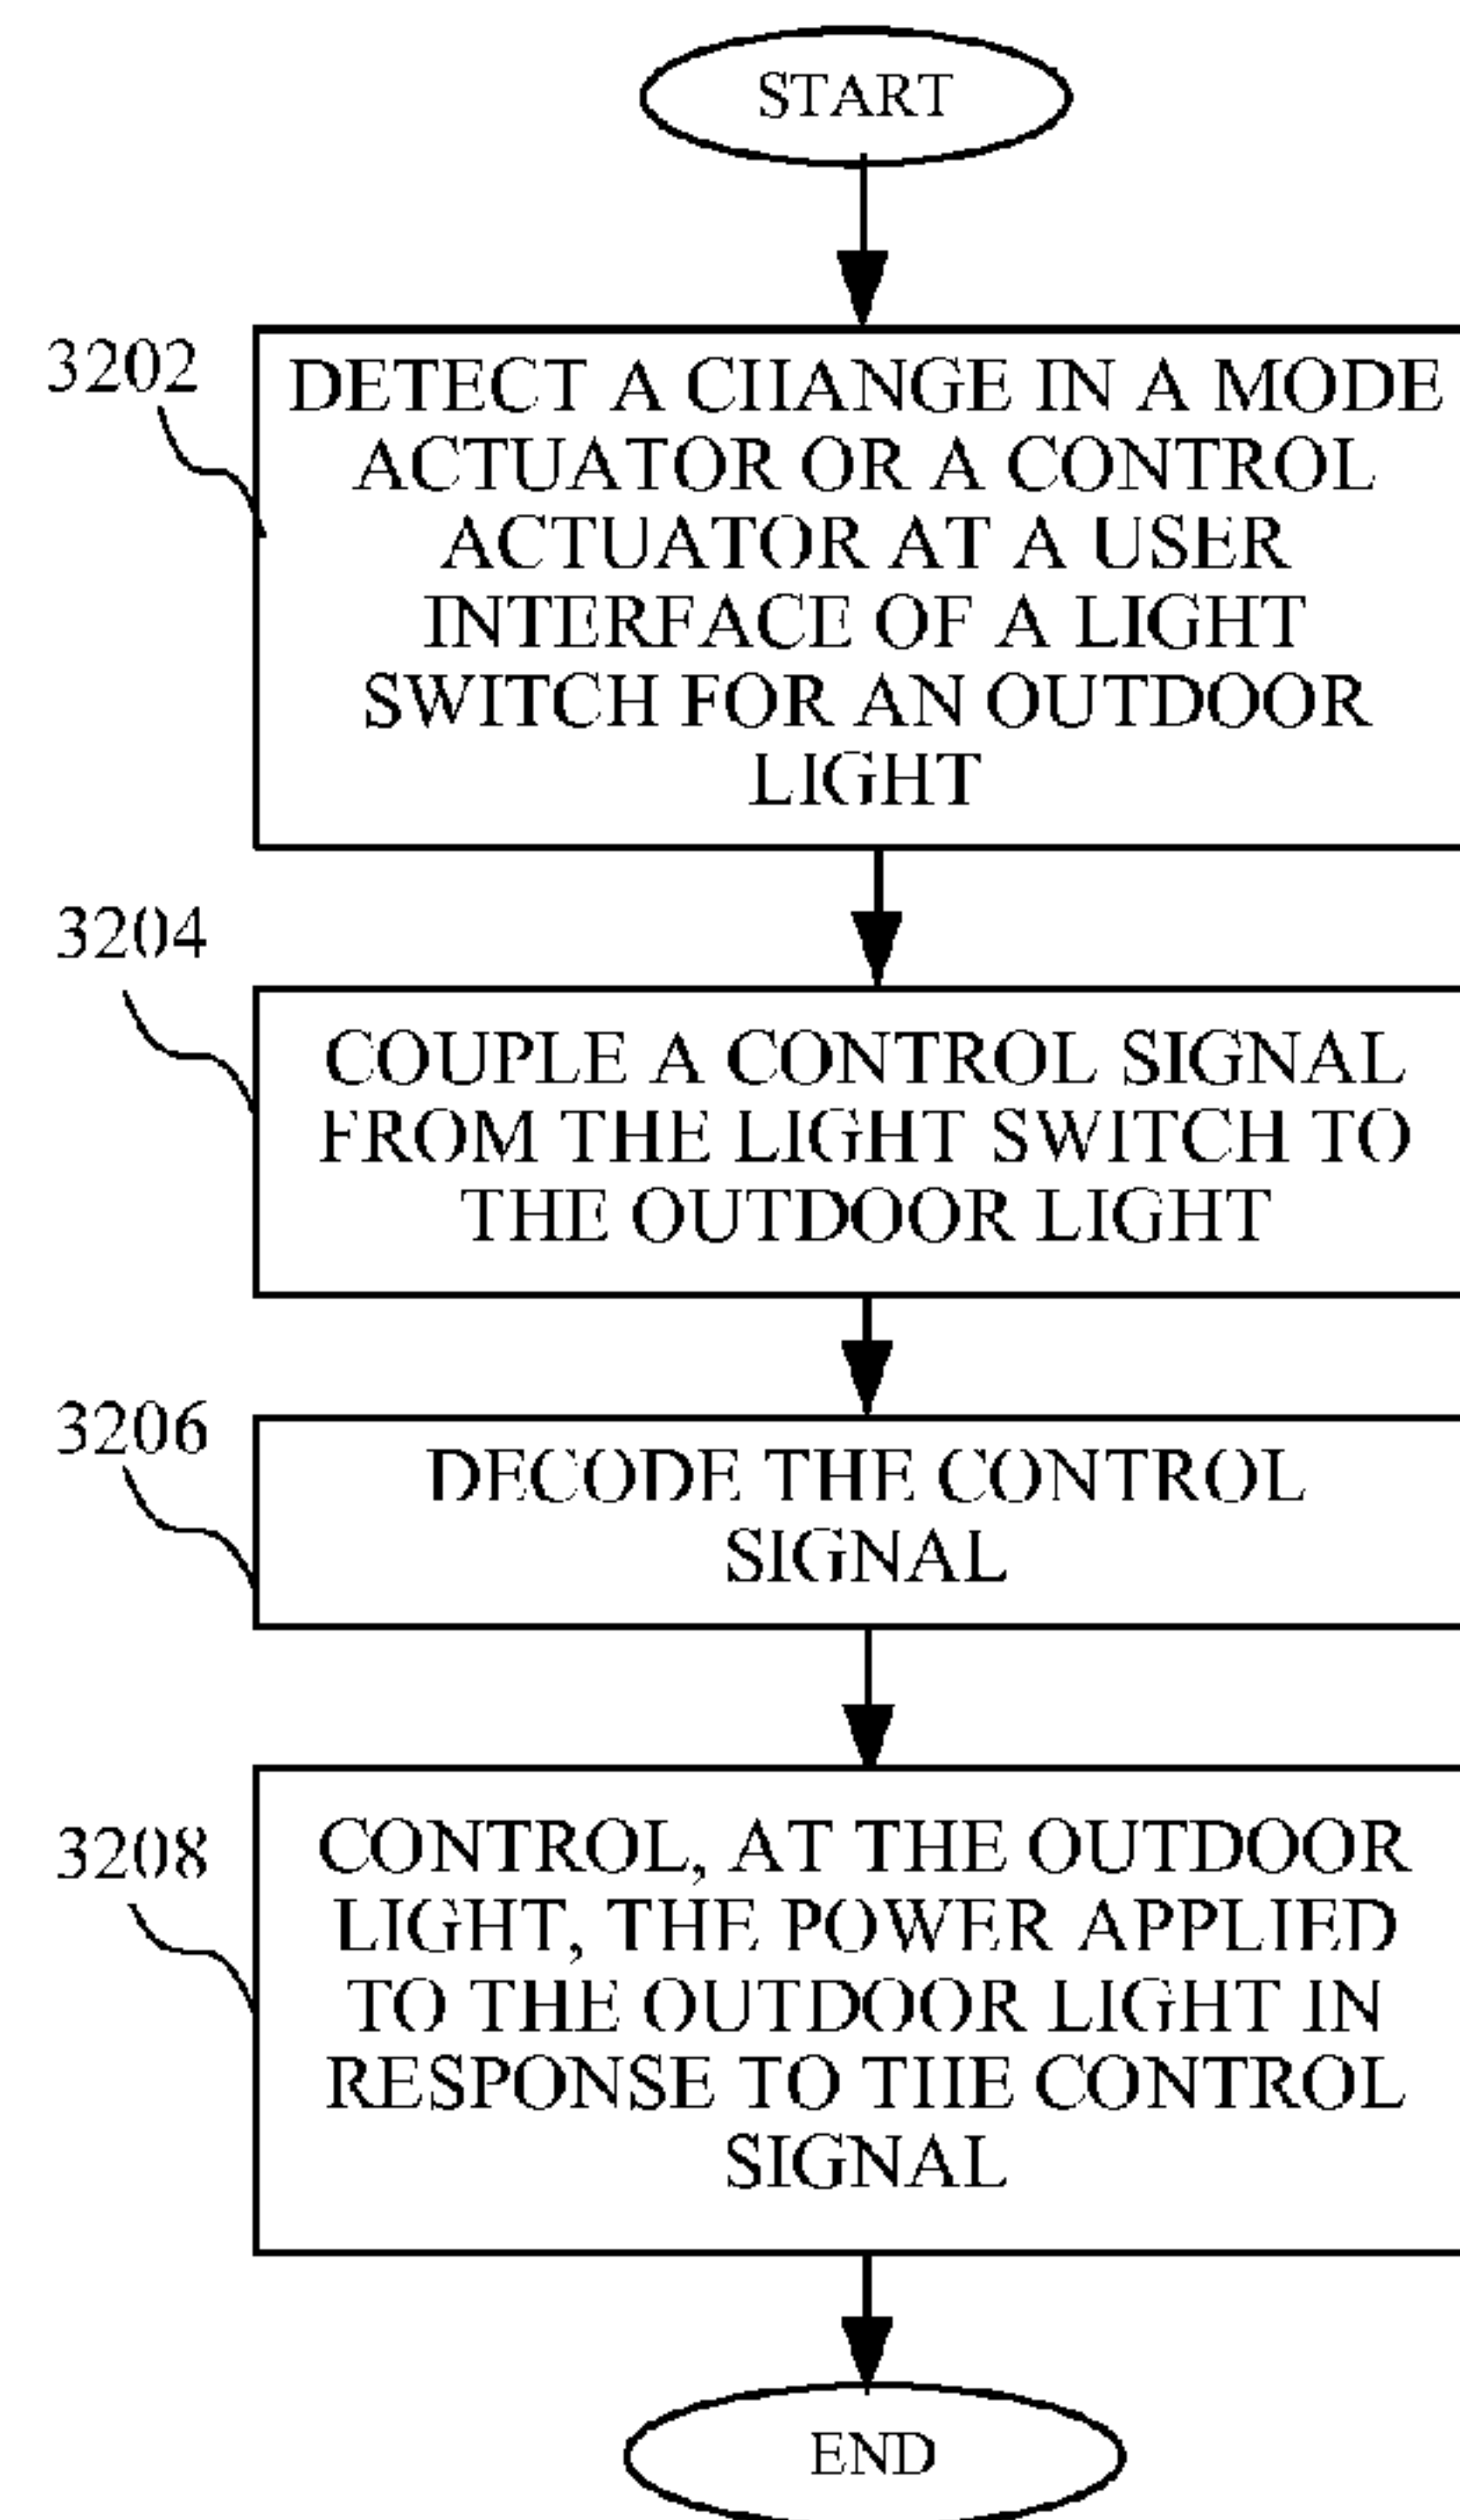 START
3202
DETECT A CHANGE IN A MODE
ACTUATOR OR A CONTROL
ACTUATOR AT A USER
INTERFACE OF A LIGHT
SWITCH FOR AN OUTDOOR
LIGHT
3204
COUPLE A CONTROL SIGNAL
FROM THE LIGHT SWITCH TO
THE OUTDOOR LIGHT
3206
DECODE THE CONTROL
SIGNAL
3208
CONTROL, AT THE OUTDOOR
LIGHT, THE POWER APPLIED
TO THE OUTDOOR LIGHT IN
RESPONSE TO THE CONTROL
SIGNAL
END